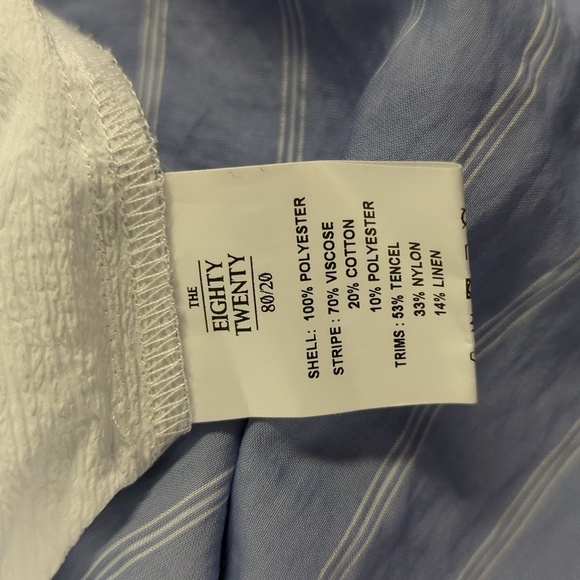 THE
EIGHTY
TWENTY
80/20
SHELL: 100% POLYESTER
STRIPE : 70% VISCOSE
20% COTTON
10% POLYESTER
TRIMS : 53% TENCEL
33% NYLON
14% LINEN